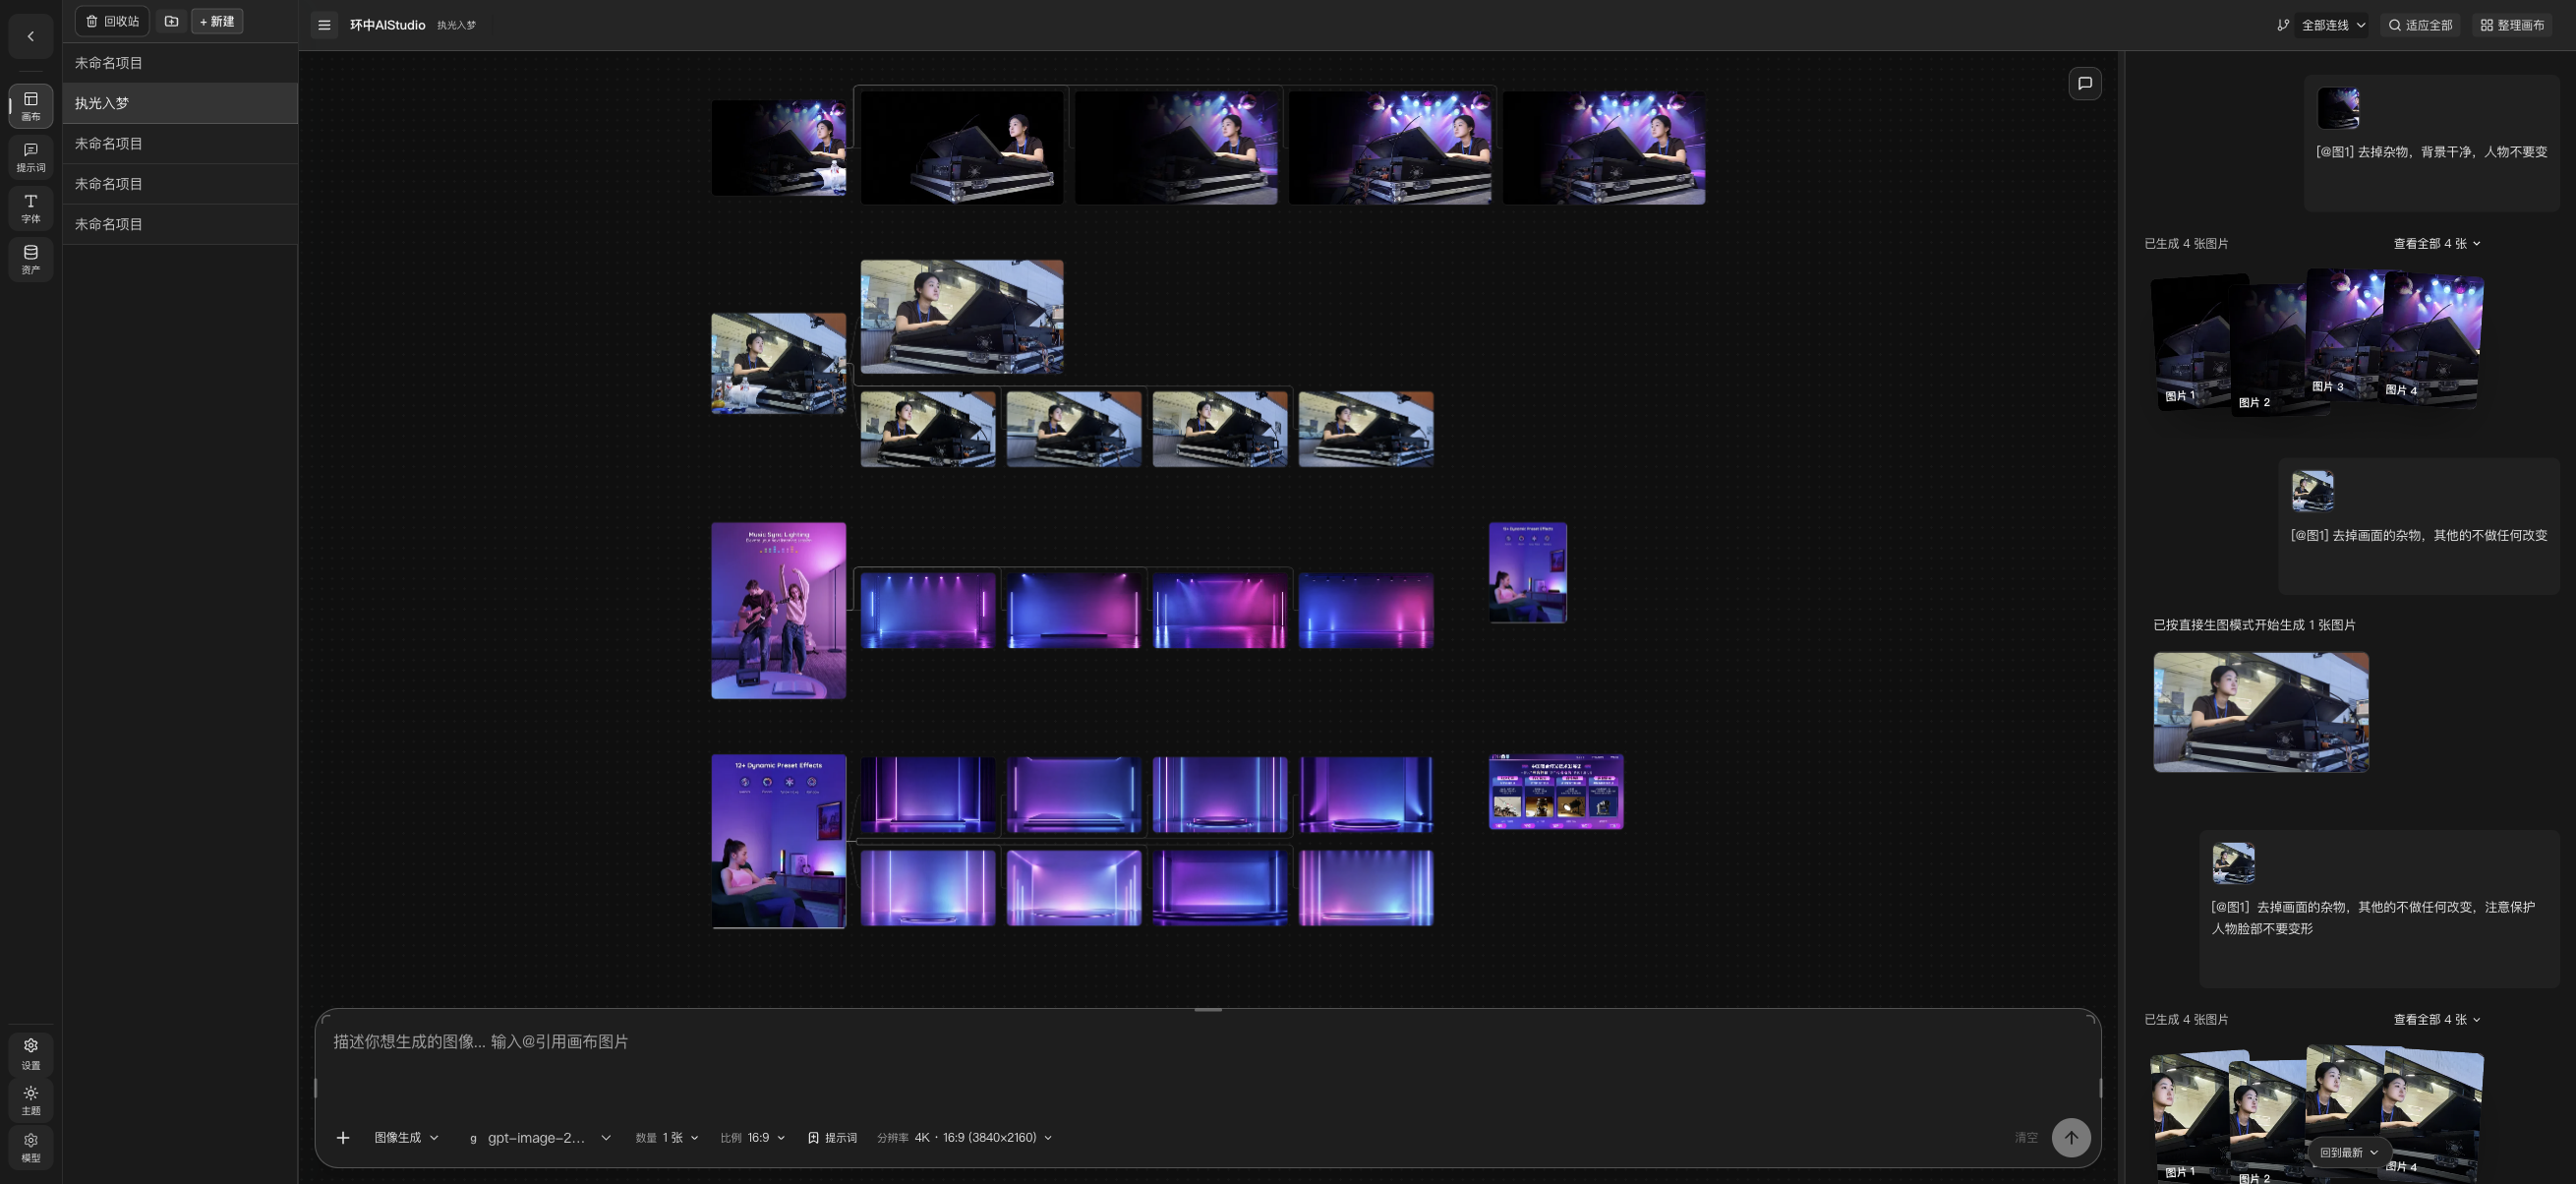 回收站
+ 新建
环中AIStudio
执光入梦
全部连线
适应全部
整理画布
画布
提示词
字体
资产
未命名项目
执光入梦
未命名项目
未命名项目
未命名项目
Music Sync Lighting
12+ Dynamic Preset Effects
12+ Dynamic Preset Effects
[@图1] 去掉杂物，背景干净，人物不要变
已生成 4 张图片
查看全部 4 张
图片 1
图片 2
图片 3
图片 4
[@图1] 去掉画面的杂物，其他的不做任何改变
已按直接生图模式开始生成 1 张图片
[@图1] 去掉画面的杂物，其他的不做任何改变，注意保护
人物脸部不要变形
已生成 4 张图片
查看全部 4 张
图片 1
图片 2
图片 4
回到最新
描述你想生成的图像... 输入@引用画布图片
图像生成
g gpt-image-2...
数量 1 张
比例 16:9
提示词
分辨率 4K · 16:9 (3840×2160)
清空
设置
主题
模型